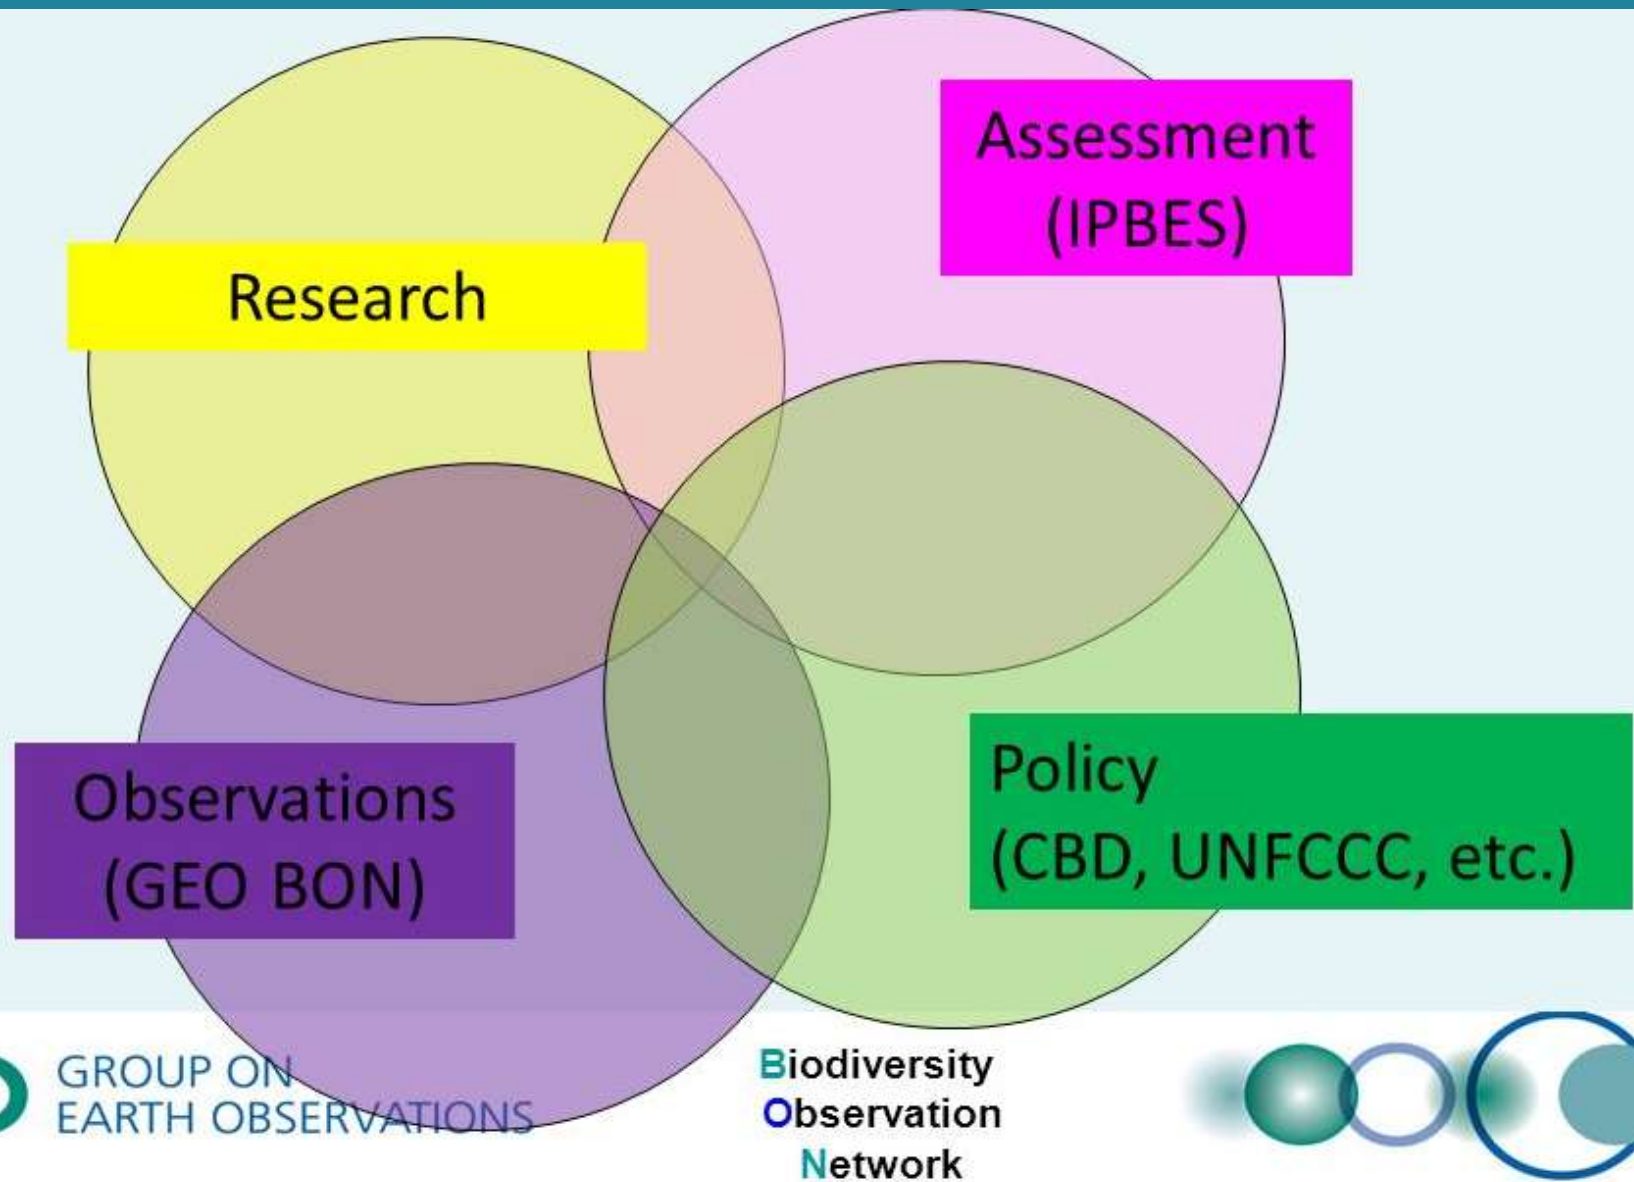 Assessment
(IPBES)
Research
Policy
(CBD, UNFCCC, etc.)
Observations
(GEO BON)
GROUP ON
EARTH OBSERVATIONS
Biodiversity
Observation
Network